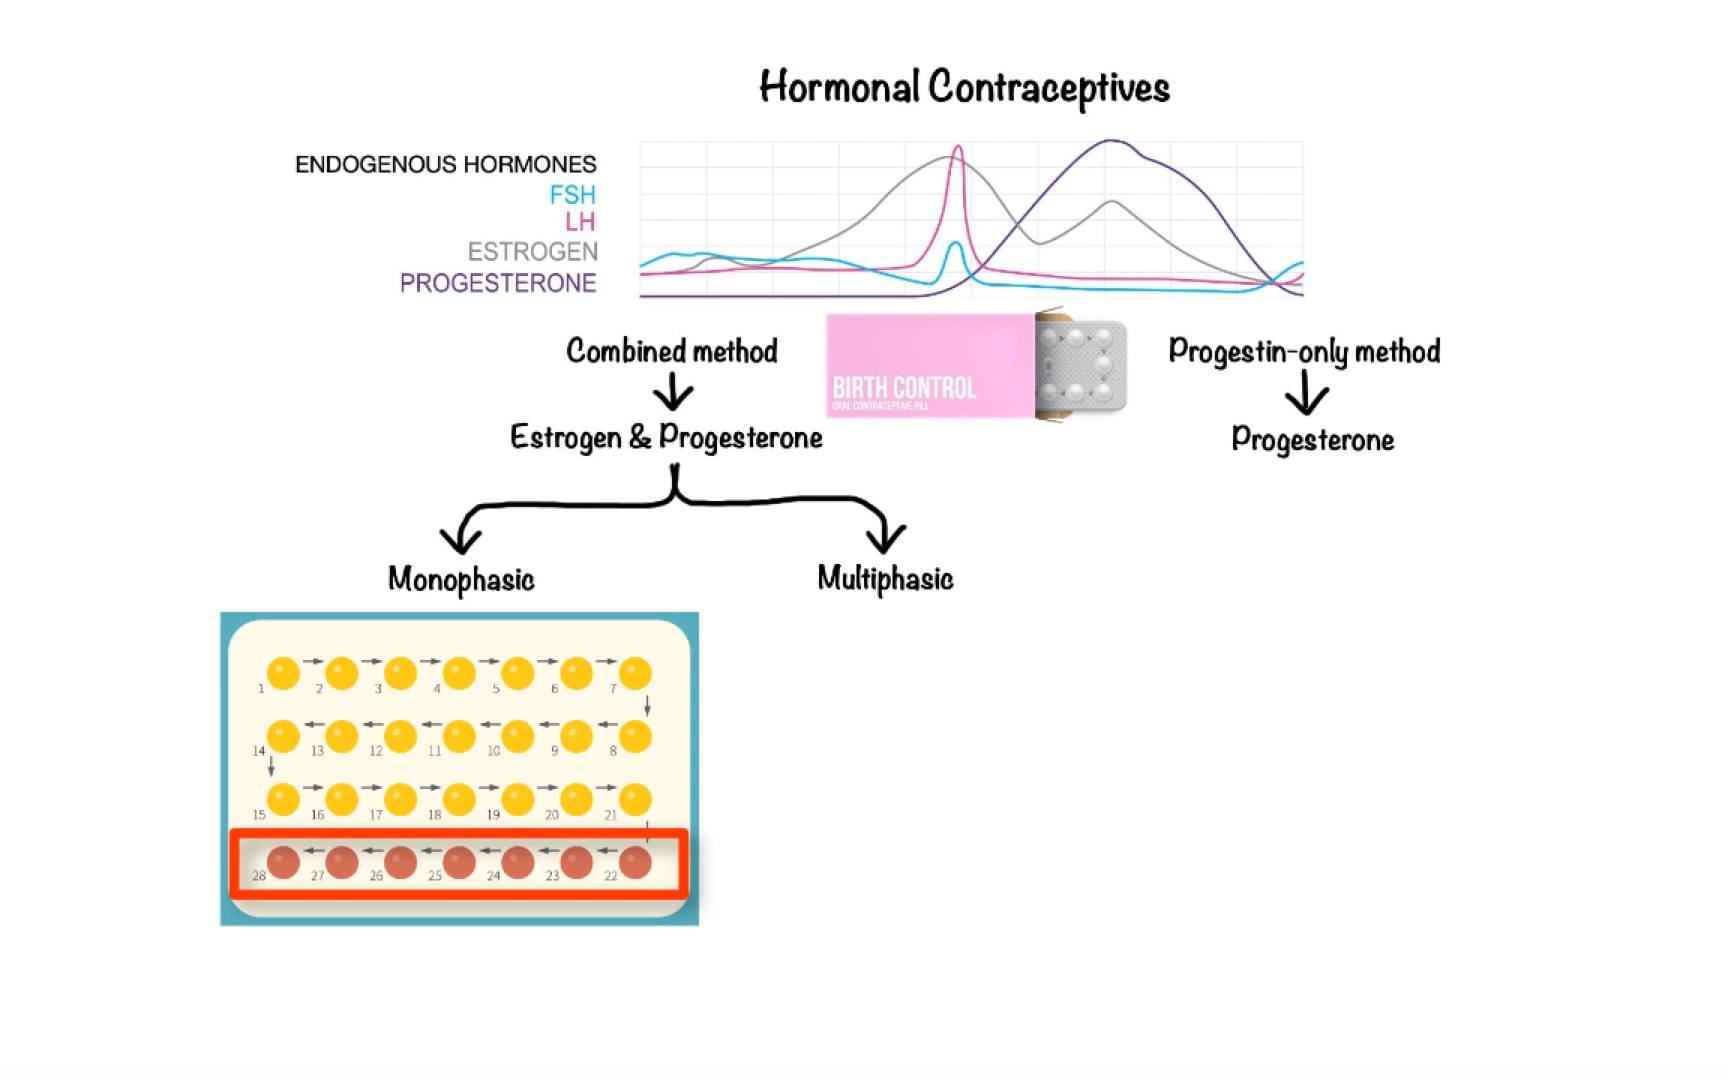 Hormonal Contraceptives
ENDOGENOUS HORMONES
FSH
LH
ESTROGEN
PROGESTERONE
Combined method
BIRTH CONTROL
ORAL CONTRACEPTIVE PILL
Progestin-only method
Estrogen & Progesterone
Progesterone
Monophasic
Multiphasic
1 2 3 4 5 6 7
14 13 12 11 10 9 8
15 16 17 18 19 20 21
28 27 26 25 24 23 22